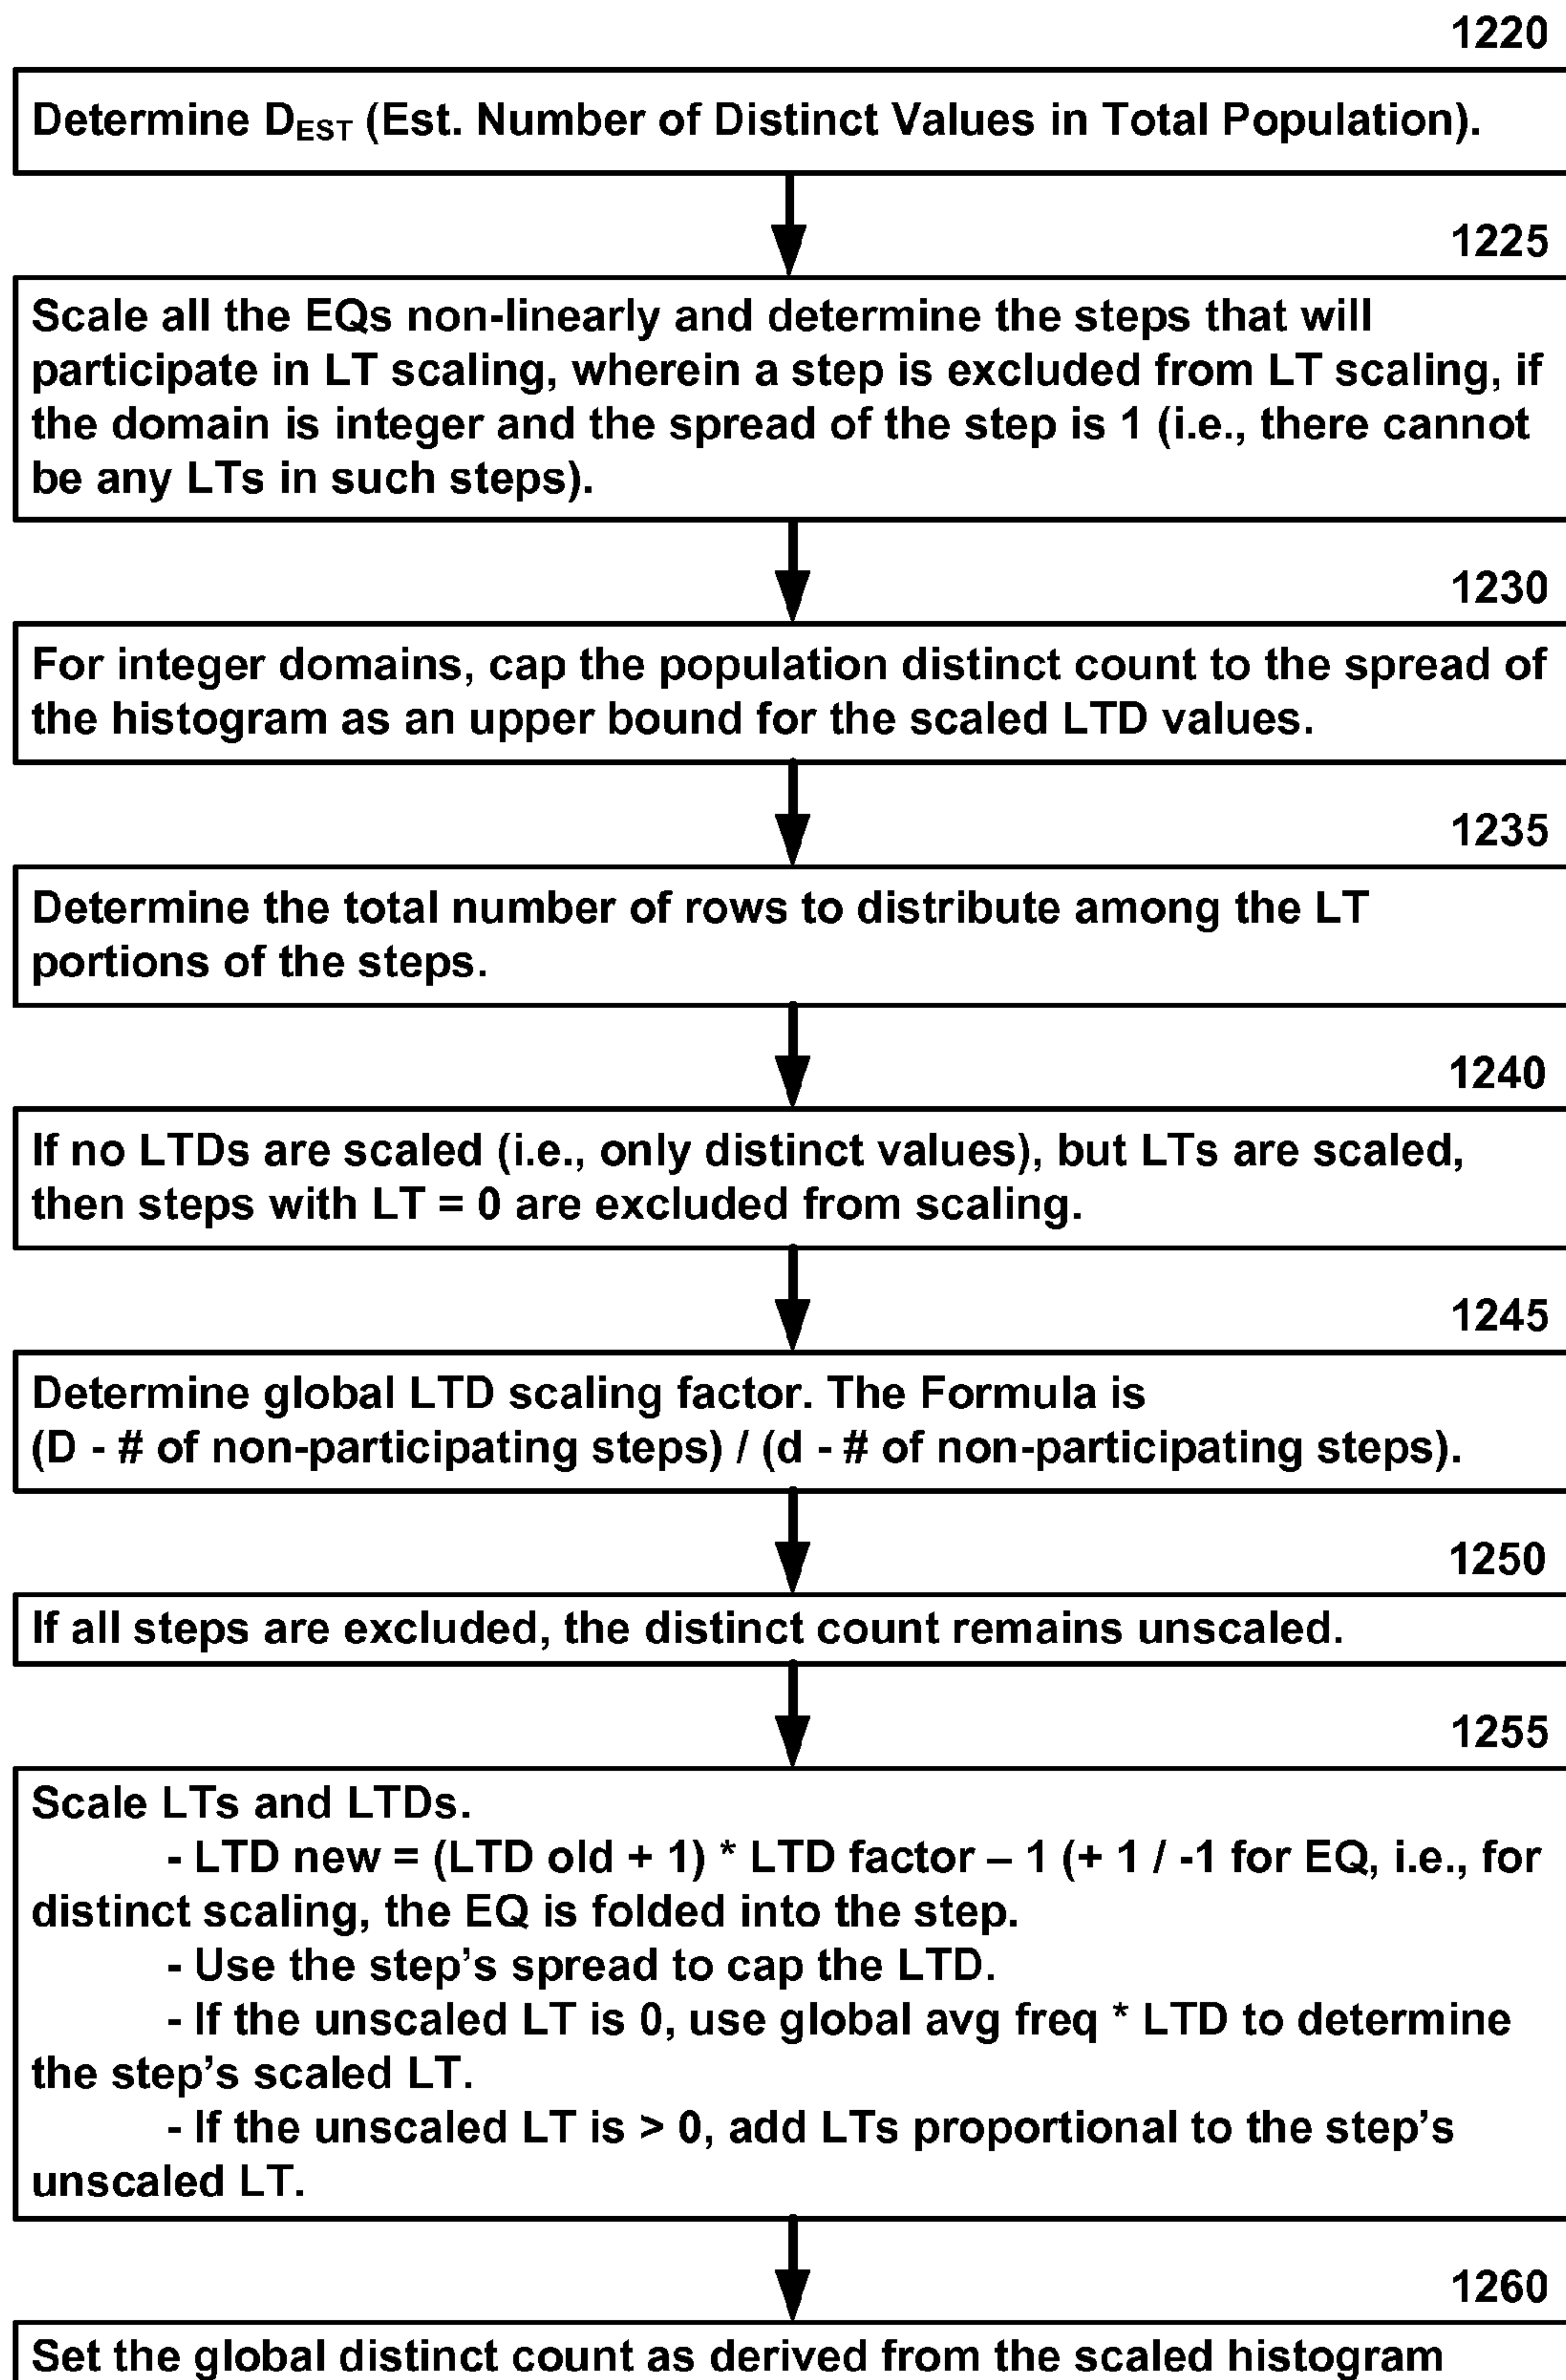 1220
Determine DEST (Est. Number of Distinct Values in Total Population).
1225
Scale all the EQs non-linearly and determine the steps that will
participate in LT scaling, wherein a step is excluded from LT scaling, if
the domain is integer and the spread of the step is 1 (i.e., there cannot
be any LTs in such steps).
1230
For integer domains, cap the population distinct count to the spread of
the histogram as an upper bound for the scaled LTD values.
1235
Determine the total number of rows to distribute among the LT
portions of the steps.
1240
If no LTDs are scaled (i.e., only distinct values), but LTs are scaled,
then steps with LT = 0 are excluded from scaling.
1245
Determine global LTD scaling factor. The Formula is
(D - # of non-participating steps) / (d - # of non-participating steps).
1250
If all steps are excluded, the distinct count remains unscaled.
1255
Scale LTs and LTDs.
- LTD new = (LTD old + 1) * LTD factor – 1 (+ 1 / -1 for EQ, i.e., for
distinct scaling, the EQ is folded into the step.
- Use the step's spread to cap the LTD.
- If the unscaled LT is 0, use global avg freq * LTD to determine
the step's scaled LT.
- If the unscaled LT is > 0, add LTs proportional to the step's
unscaled LT.
1260
Set the global distinct count as derived from the scaled histogram